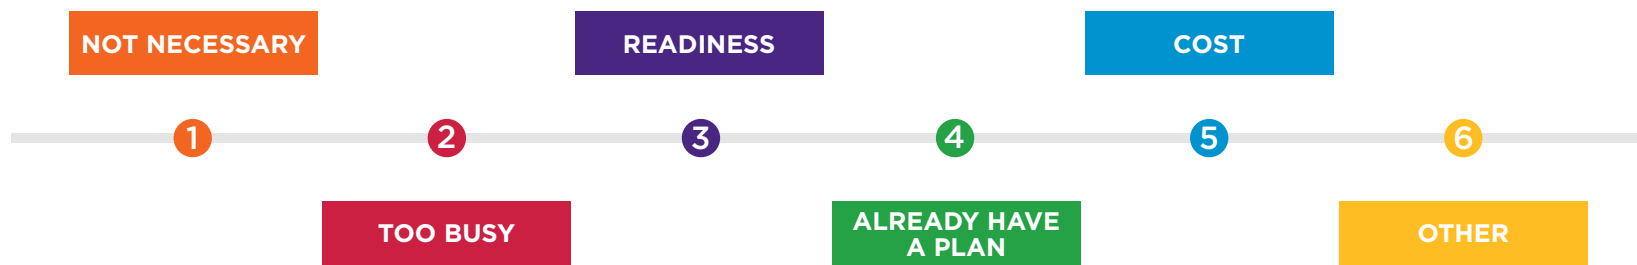 NOT NECESSARY
READINESS
COST
1
2
3
4
5
6
TOO BUSY
ALREADY HAVE
A PLAN
OTHER